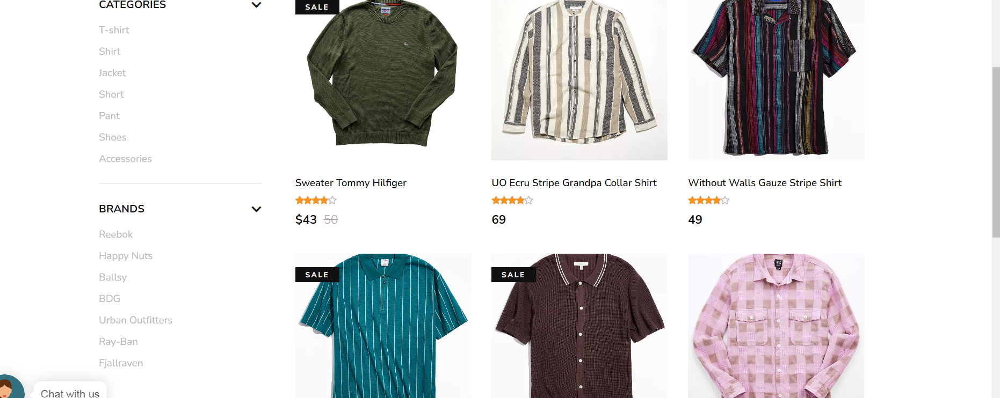 CATEGORIES
T-shirt
Shirt
Jacket
Short
Pant
Shoes
Accessories
BRANDS
Reebok
Happy Nuts
Ballsy
BDG
Urban Outfitters
Ray-Ban
Fjallraven
Chat with us
SALE
Sweater Tommy Hilfiger
$43 50
UO Ecru Stripe Grandpa Collar Shirt
69
Without Walls Gauze Stripe Shirt
49
SALE
SALE